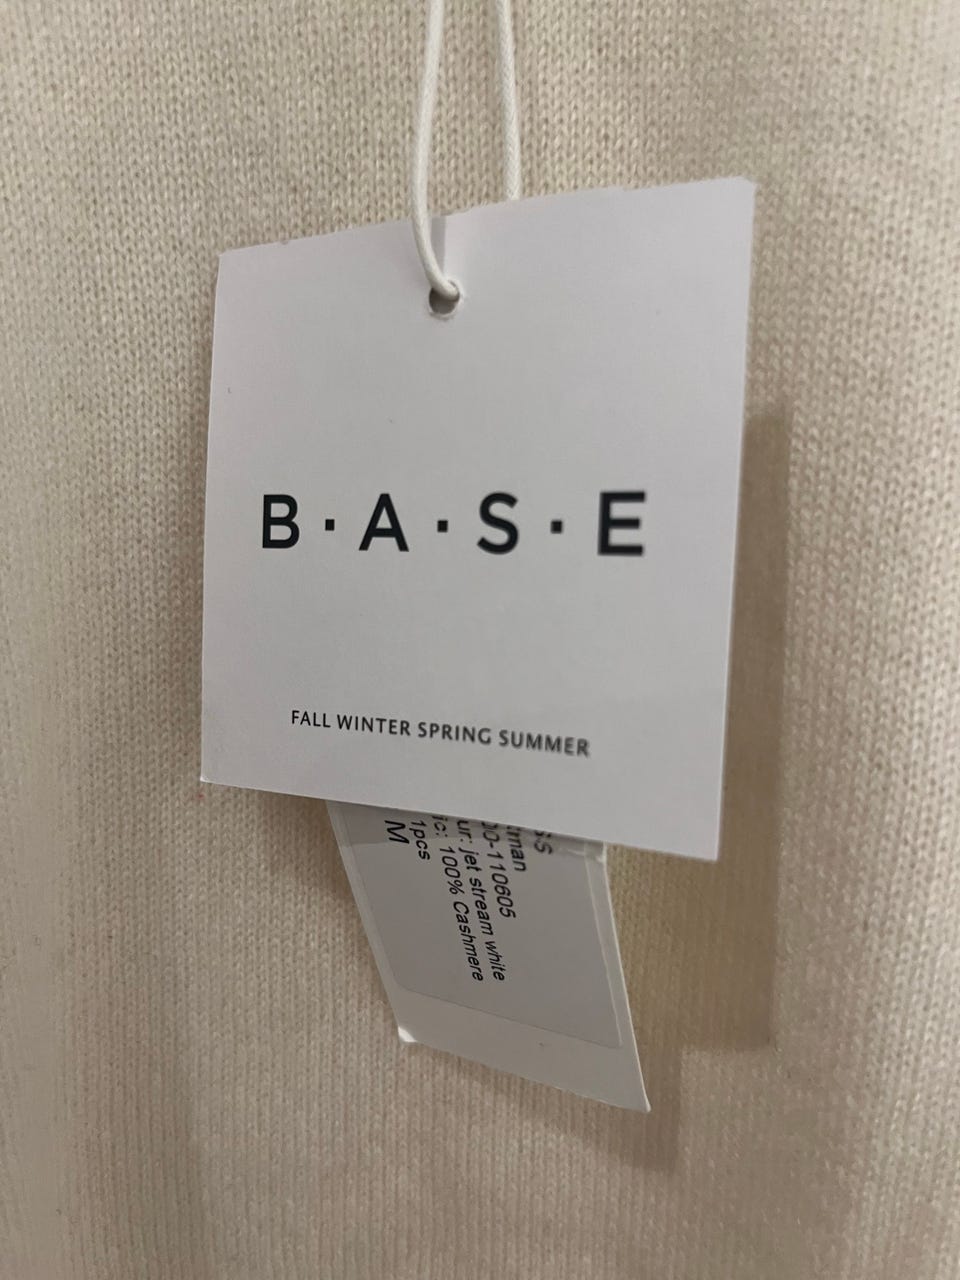 B·A·S·E
FALL WINTER SPRING SUMMER
110605
jet stream white
100% Cashmere
1pcs
M